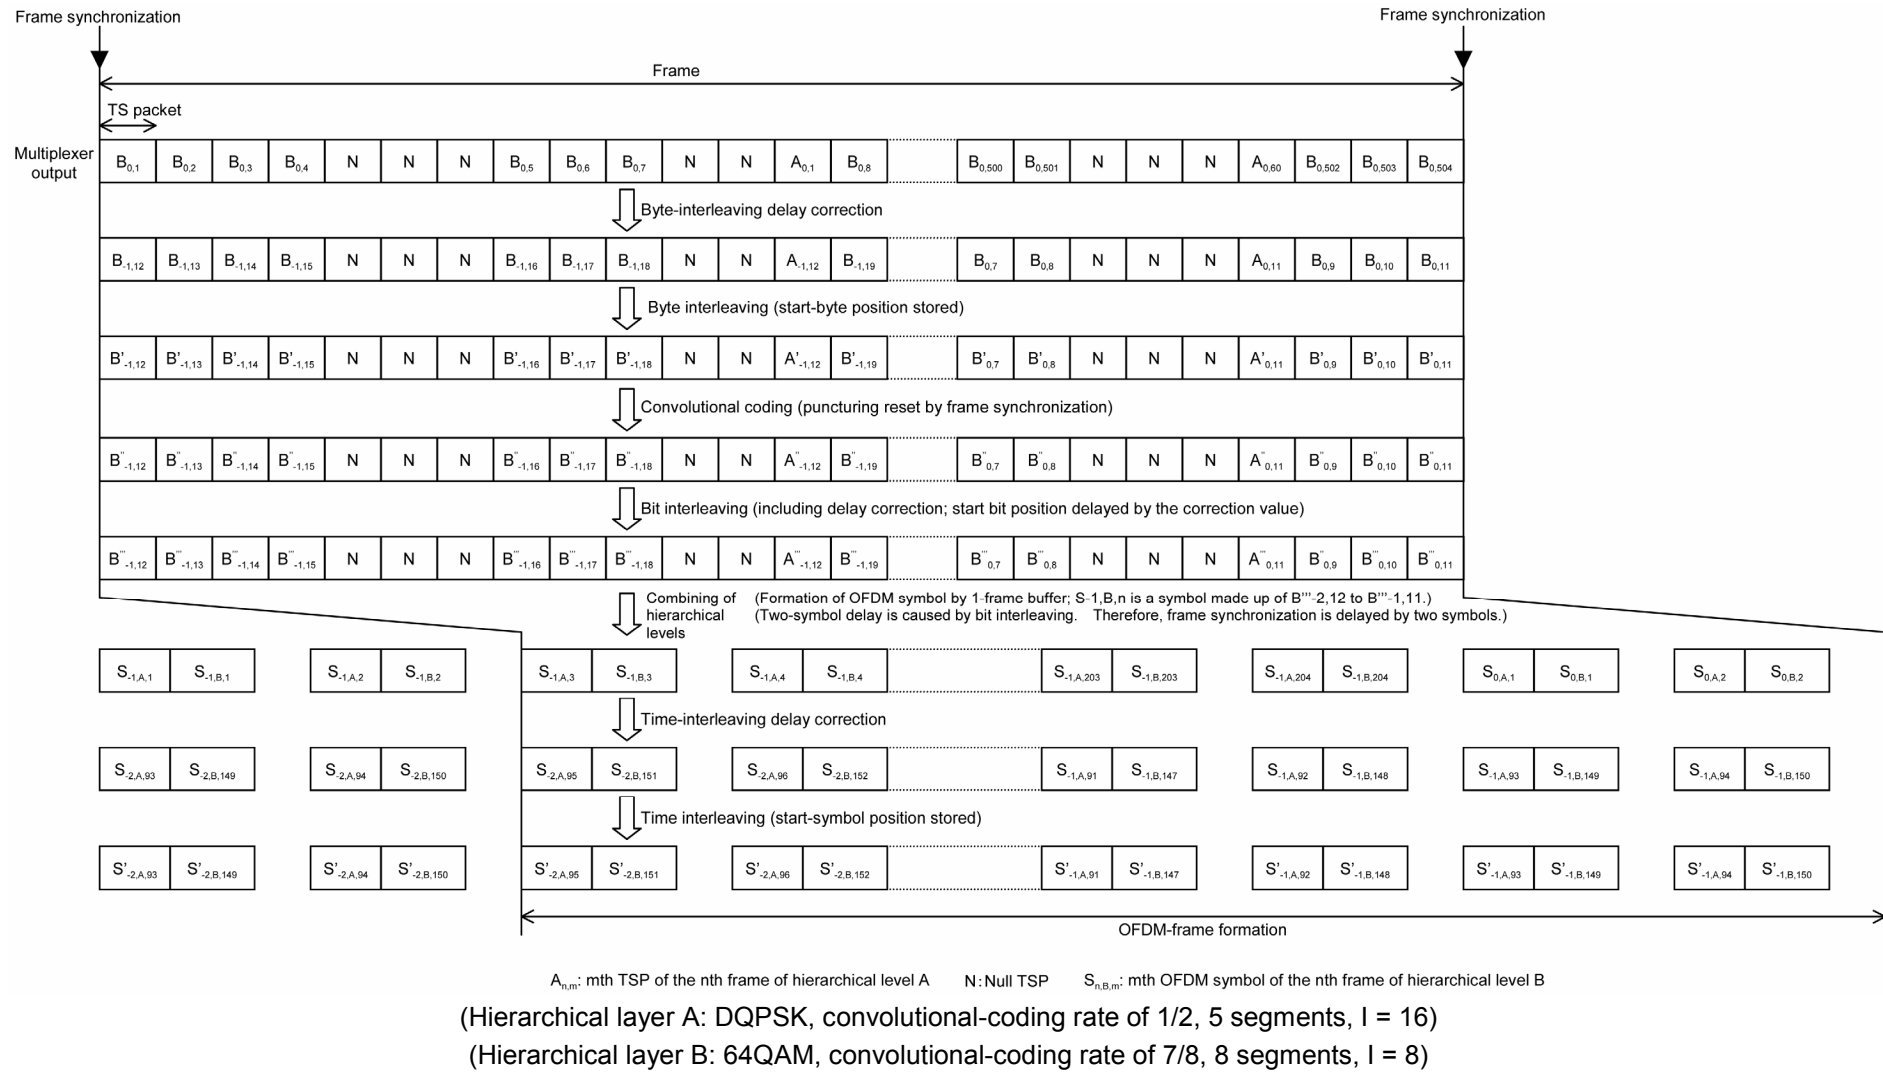 Frame synchronization Frame synchronization
Frame
TS packet
Multiplexer output B0,1 B0,2 B0,3 B0,4 N N N B0,5 B0,6 B0,7 N N A0,1 B0,8 B0,500 B0,501 N N N A0,60 B0,502 B0,503 B0,504
Byte-interleaving delay correction
B-1,12 B-1,13 B-1,14 B-1,15 N N N B-1,16 B-1,17 B-1,18 N N A-1,12 B-1,19 B0,7 B0,8 N N N A0,11 B0,9 B0,10 B0,11
Byte interleaving (start-byte position stored)
B'-1,12 B'-1,13 B'-1,14 B'-1,15 N N N B'-1,16 B'-1,17 B'-1,18 N N A'-1,12 B'-1,19 B'0,7 B'0,8 N N N A'0,11 B'0,9 B'0,10 B'0,11
Convolutional coding (puncturing reset by frame synchronization)
B"-1,12 B"-1,13 B"-1,14 B"-1,15 N N N B"-1,16 B"-1,17 B"-1,18 N N A"-1,12 B"-1,19 B"0,7 B"0,8 N N N A"0,11 B"0,9 B"0,10 B"0,11
Bit interleaving (including delay correction; start bit position delayed by the correction value)
B'''-1,12 B'''-1,13 B'''-1,14 B'''-1,15 N N N B'''-1,16 B'''-1,17 B'''-1,18 N N A'''-1,12 B'''-1,19 B'''0,7 B'''0,8 N N N A'''0,11 B'''0,9 B'''0,10 B'''0,11
Combining of hierarchical levels
(Formation of OFDM symbol by 1-frame buffer; S-1,B,n is a symbol made up of B'''-2,12 to B'''-1,11.)
(Two-symbol delay is caused by bit interleaving. Therefore, frame synchronization is delayed by two symbols.)
S-1,A,1 S-1,B,1 S-1,A,2 S-1,B,2 S-1,A,3 S-1,B,3 S-1,A,4 S-1,B,4 S-1,A,203 S-1,B,203 S-1,A,204 S-1,B,204 S0,A,1 S0,B,1 S0,A,2 S0,B,2
Time-interleaving delay correction
S-2,A,93 S-2,B,149 S-2,A,94 S-2,B,150 S-2,A,95 S-2,B,151 S-2,A,96 S-2,B,152 S-1,A,91 S-1,B,147 S-1,A,92 S-1,B,148 S-1,A,93 S-1,B,149 S-1,A,94 S-1,B,150
Time interleaving (start-symbol position stored)
S'-2,A,93 S'-2,B,149 S'-2,A,94 S'-2,B,150 S'-2,A,95 S'-2,B,151 S'-2,A,96 S'-2,B,152 S'-1,A,91 S'-1,B,147 S'-1,A,92 S'-1,B,148 S'-1,A,93 S'-1,B,149 S'-1,A,94 S'-1,B,150
OFDM-frame formation
An,m: mth TSP of the nth frame of hierarchical level A N:Null TSP Sn,B,m: mth OFDM symbol of the nth frame of hierarchical level B
(Hierarchical layer A: DQPSK, convolutional-coding rate of 1/2, 5 segments, I = 16)
(Hierarchical layer B: 64QAM, convolutional-coding rate of 7/8, 8 segments, I = 8)